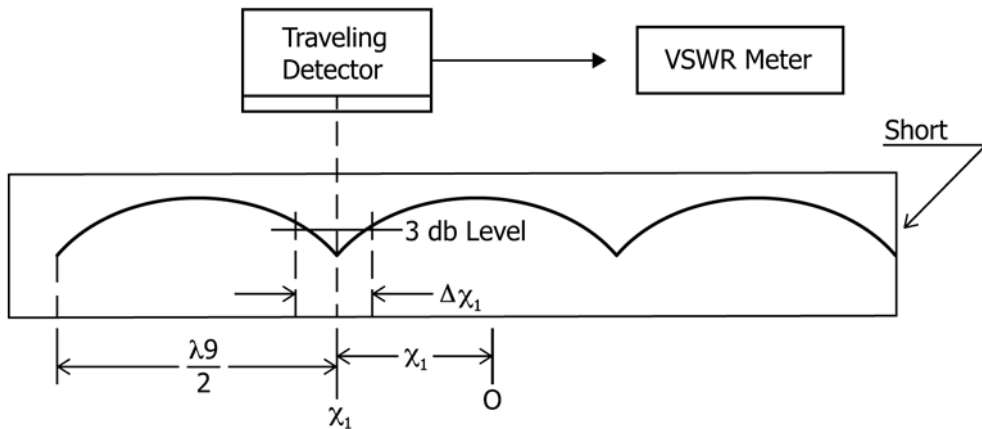 Traveling
Detector
VSWR Meter
Short
3 db Level
Δχ₁
λ9
2
χ₁
χ₁
O